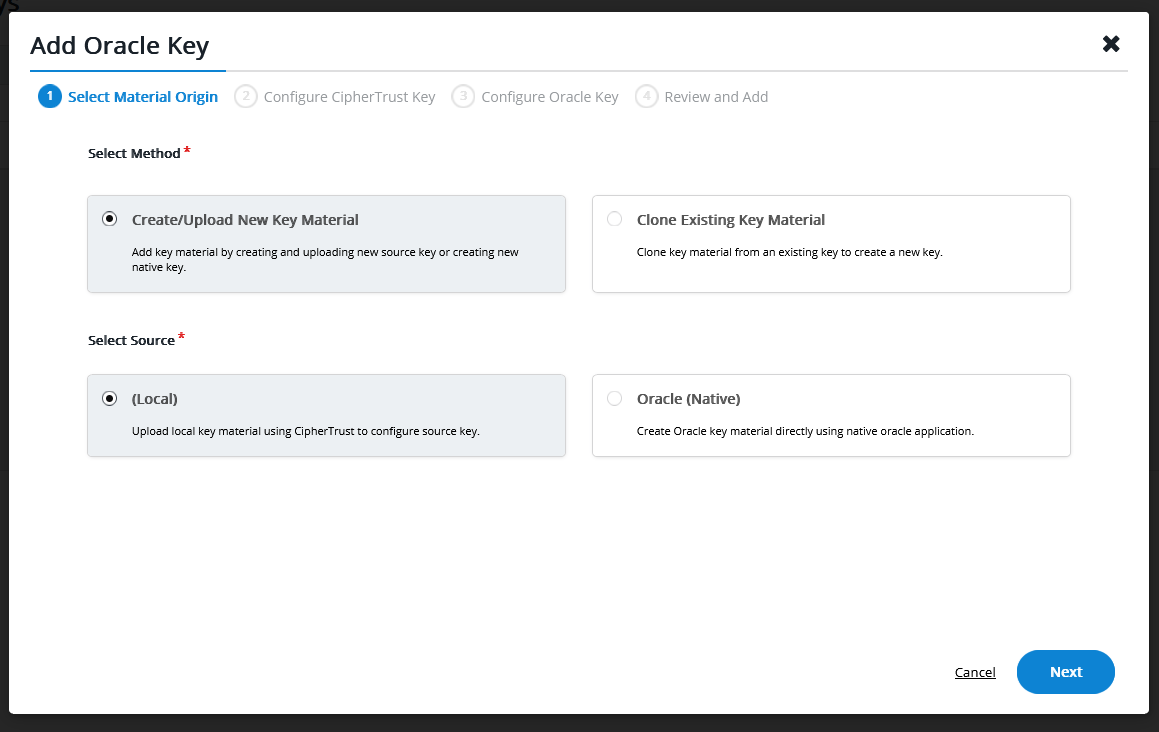 Add Oracle Key
1 Select Material Origin 2 Configure CipherTrust Key 3 Configure Oracle Key 4 Review and Add
Select Method *
Create/Upload New Key Material
Add key material by creating and uploading new source key or creating new
native key.
Clone Existing Key Material
Clone key material from an existing key to create a new key.
Select Source *
(Local)
Upload local key material using CipherTrust to configure source key.
Oracle (Native)
Create Oracle key material directly using native oracle application.
Cancel
Next